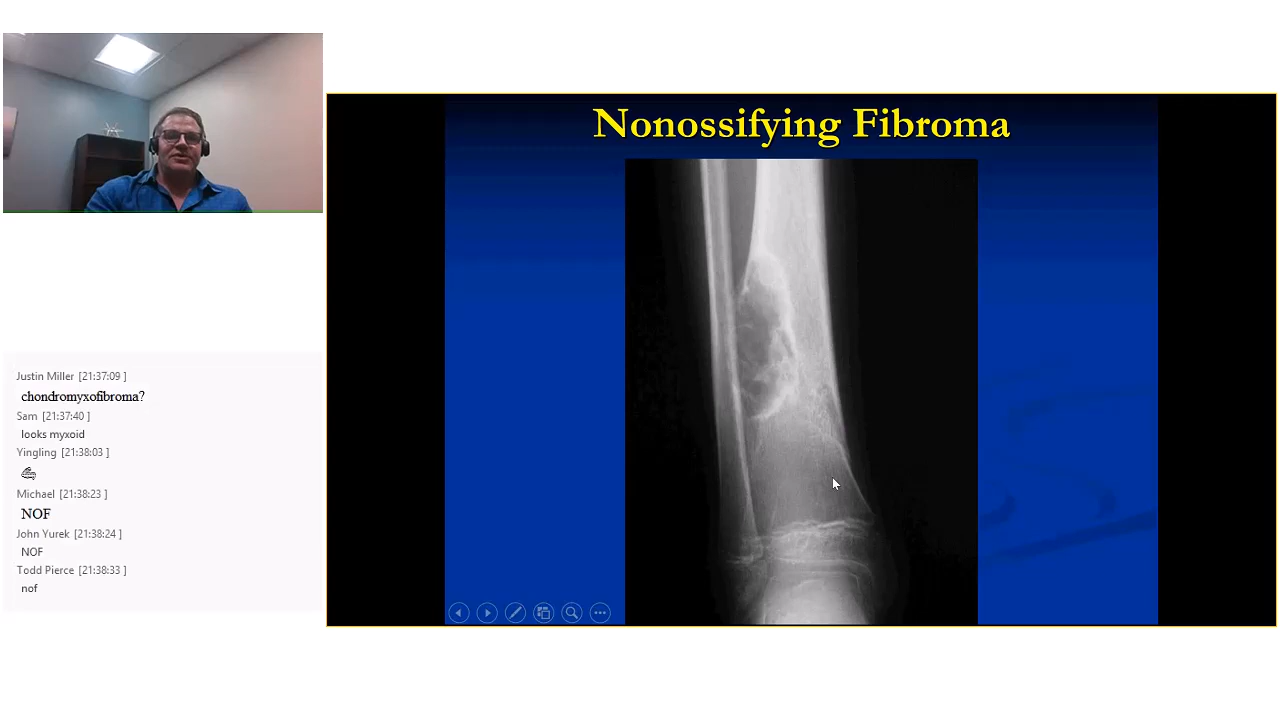 Nonossifying Fibroma
Justin Miller [21:37:09 ]
chondromyxofibroma?
Sam [21:37:40 ]
looks myxoid
Yingling [21:38:03 ]
Michael [21:38:23 ]
NOF
John Yurek [21:38:24 ]
NOF
Todd Pierce [21:38:33 ]
nof